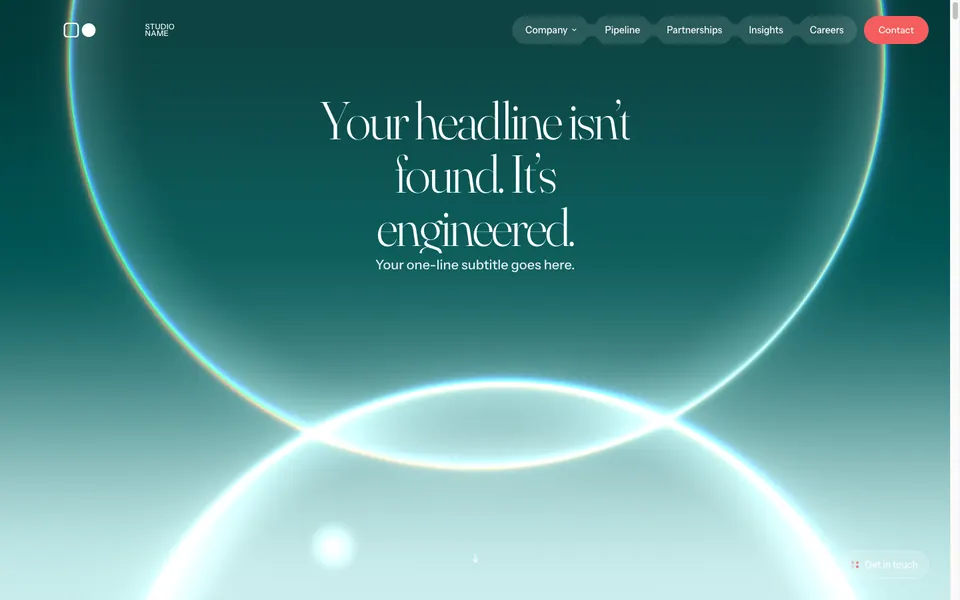 STUDIO
NAME
Company
Pipeline
Partnerships
Insights
Careers
Contact
Your headline isn't
found. It's
engineered.
Your one-line subtitle goes here.
Get in touch